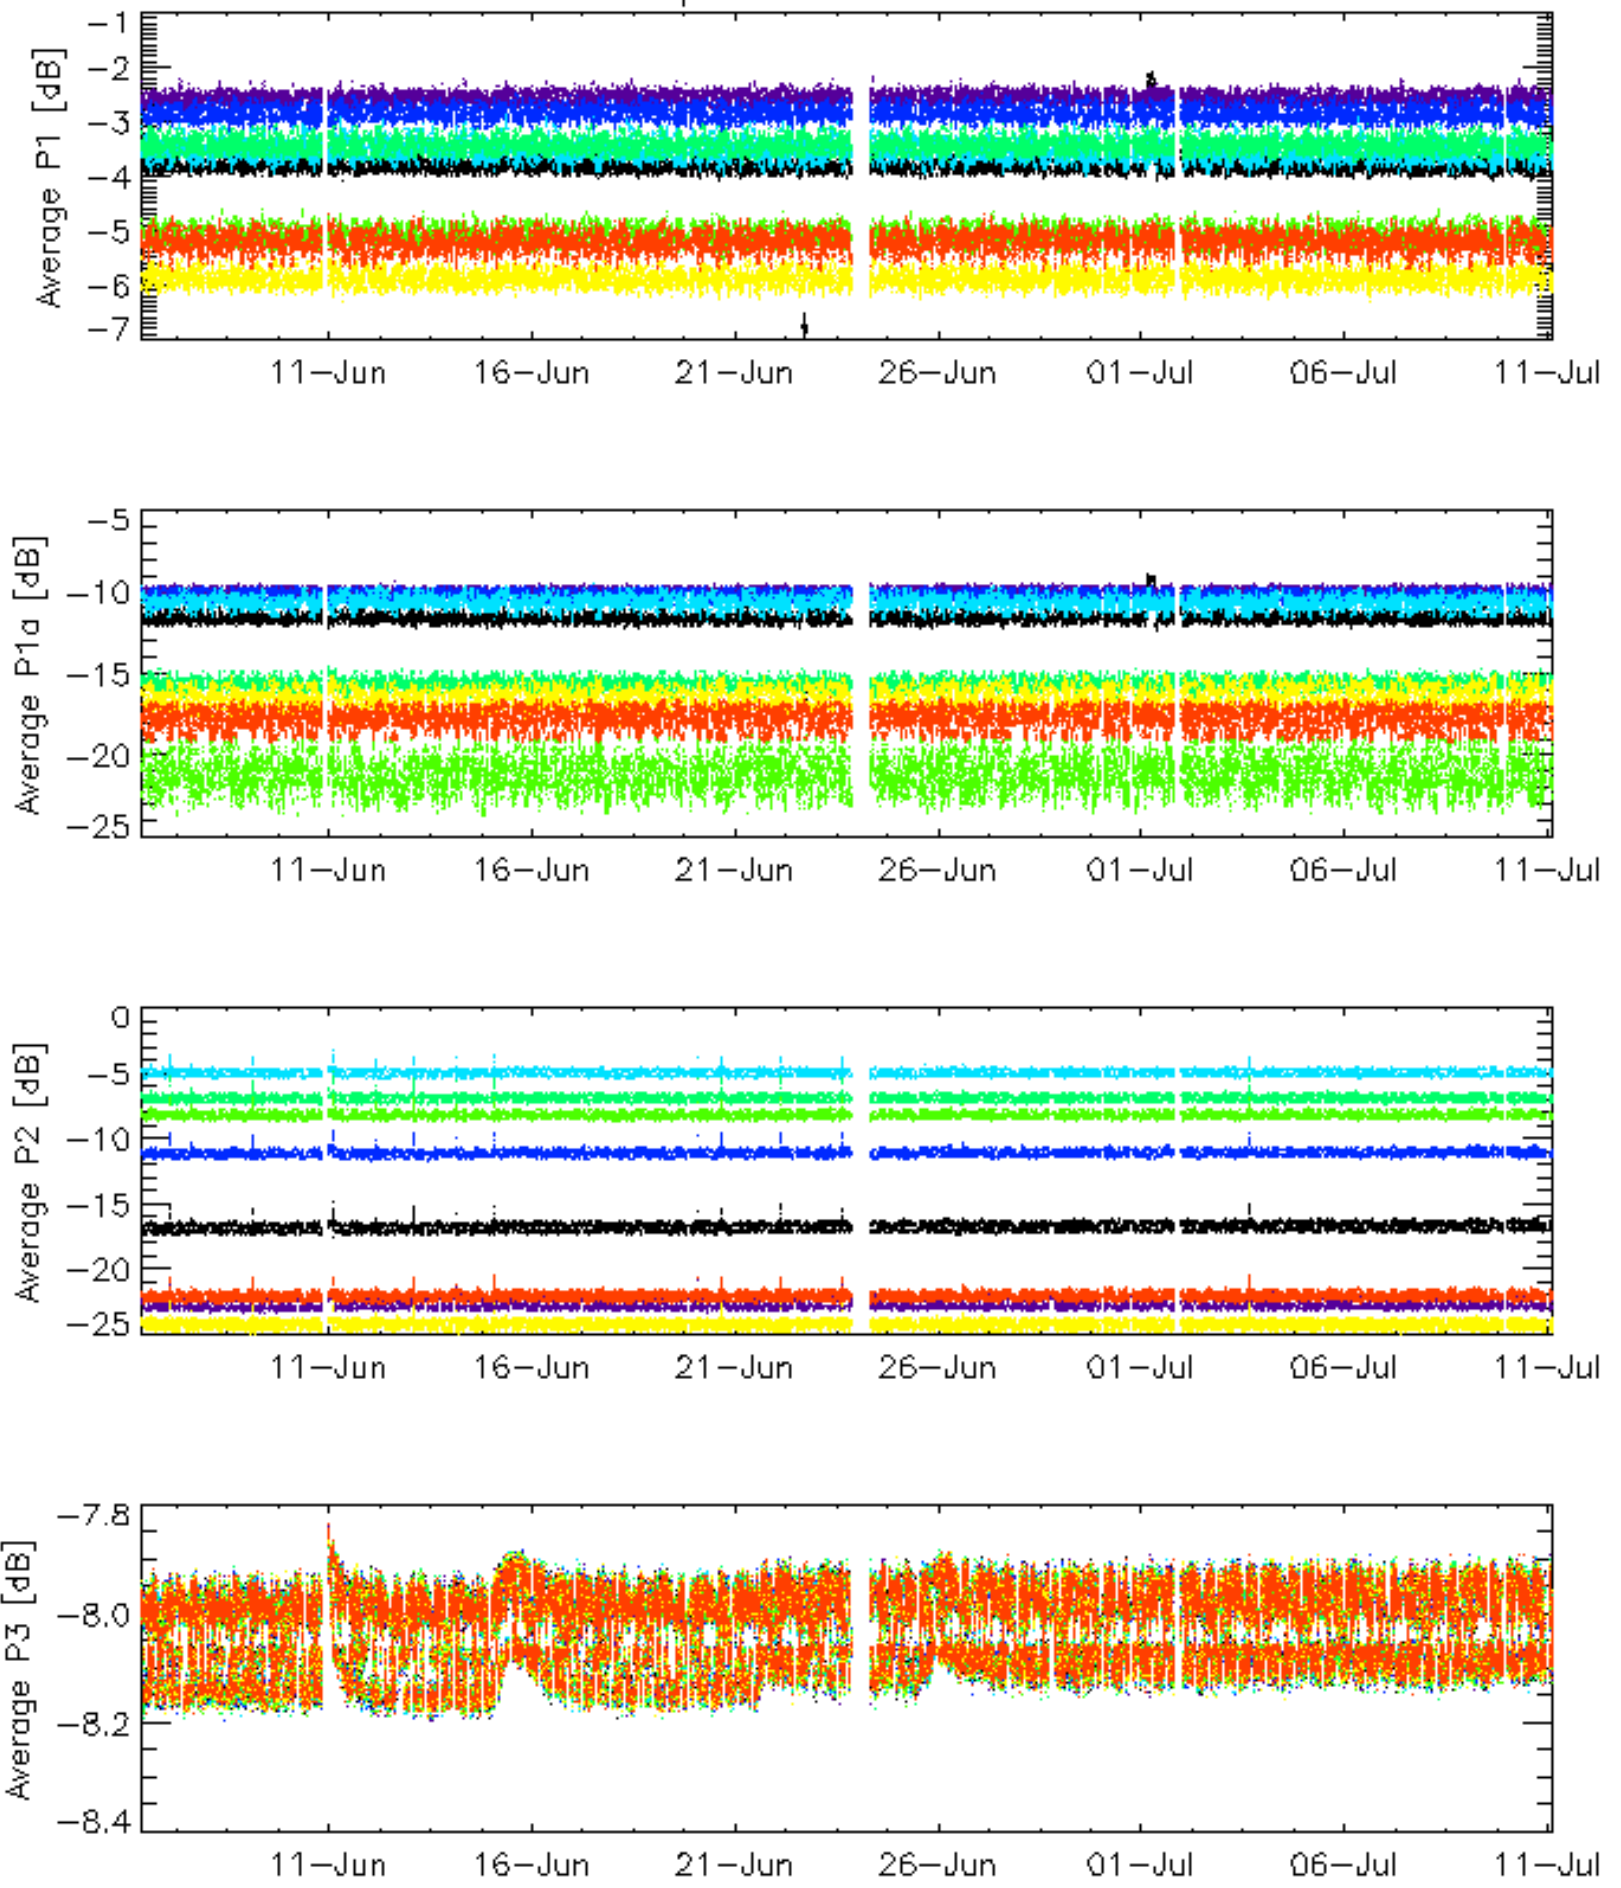 Average P1 [dB]
-1
-2
-3
-4
-5
-6
-7
11-Jun 16-Jun 21-Jun 26-Jun 01-Jul 06-Jul 11-Jul
Average P1a [dB]
-5
-10
-15
-20
-25
11-Jun 16-Jun 21-Jun 26-Jun 01-Jul 06-Jul 11-Jul
Average P2 [dB]
0
-5
-10
-15
-20
-25
11-Jun 16-Jun 21-Jun 26-Jun 01-Jul 06-Jul 11-Jul
Average P3 [dB]
-7.8
-8.0
-8.2
-8.4
11-Jun 16-Jun 21-Jun 26-Jun 01-Jul 06-Jul 11-Jul